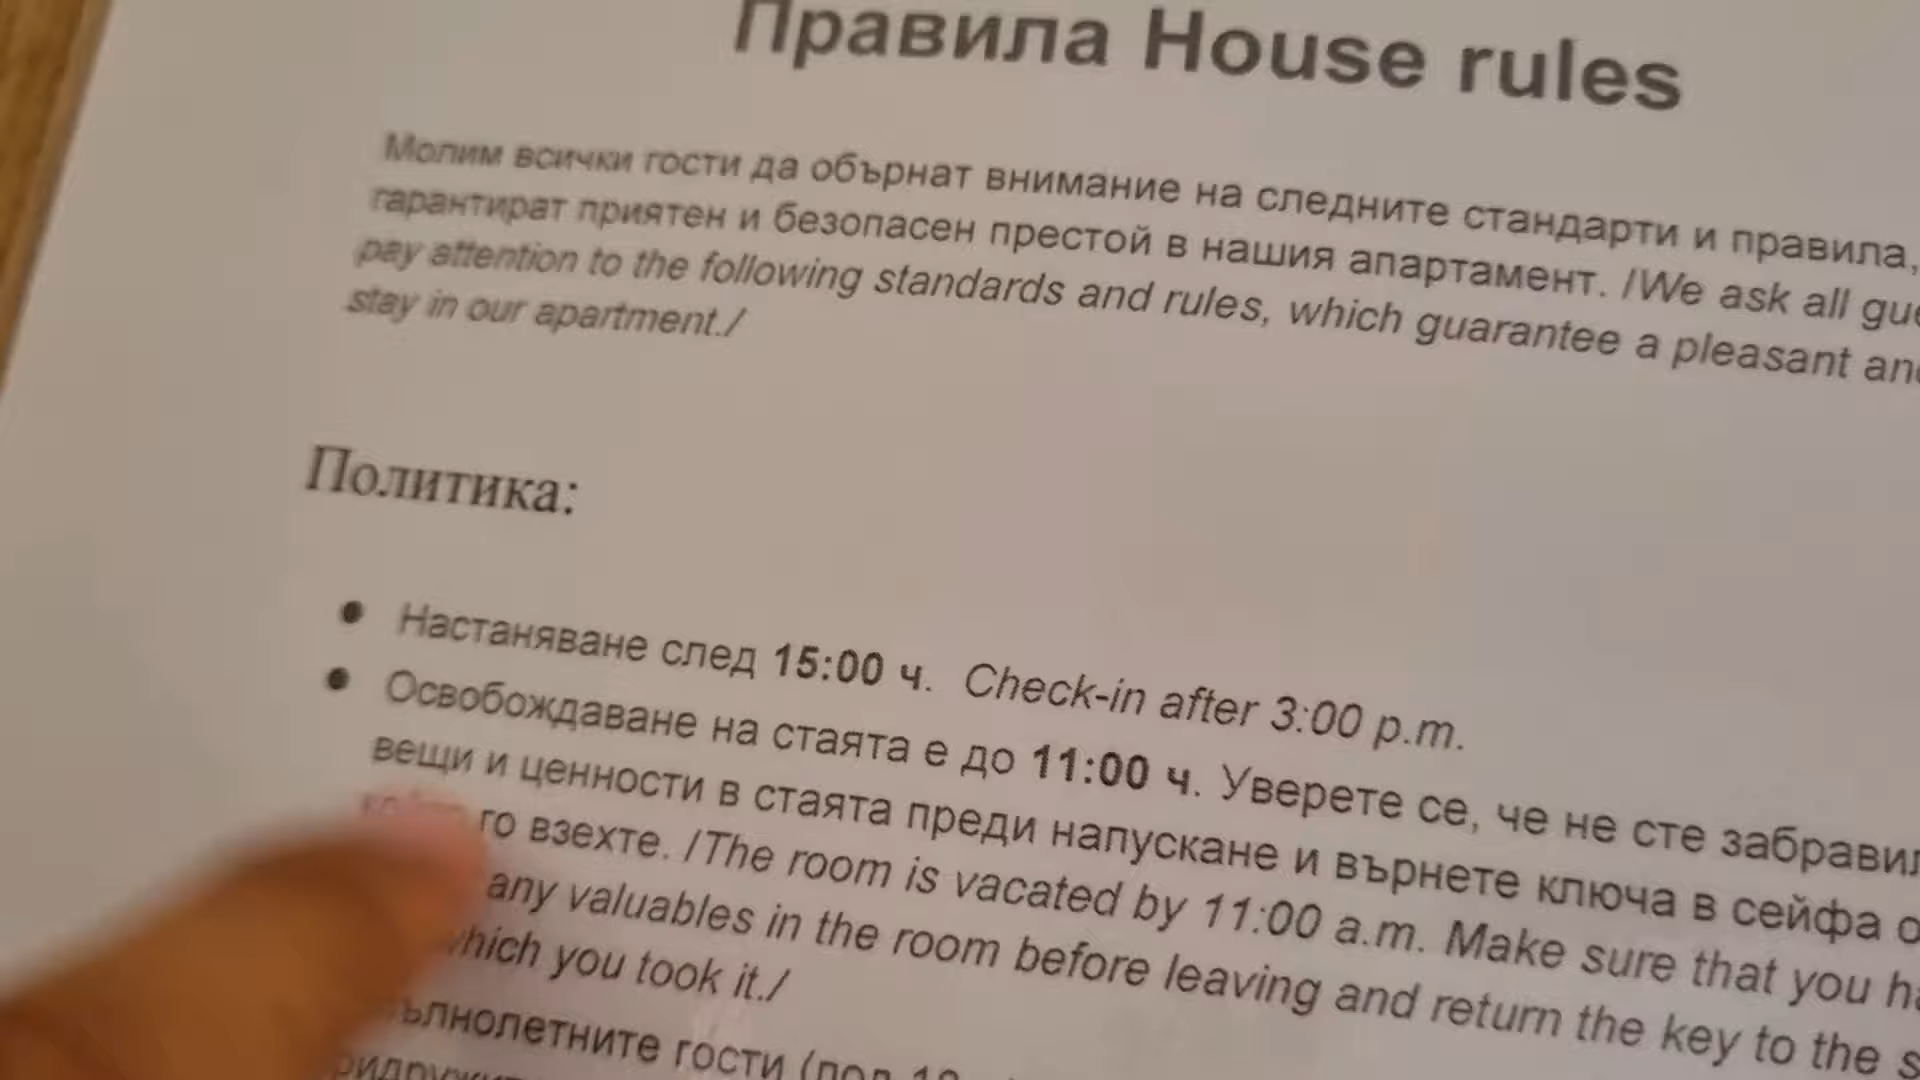 Правила House rules
Молим всички гости да обърнат внимание на следните стандарти и правила,
гарантират приятен и безопасен престой в нашия апартамент. /We ask all
pay attention to the following standards and rules, which guarantee a pleasant
stay in our apartment./
Политика:
• Настаняване след 15:00 ч. Check-in after 3:00 p.m.
• Освобождаване на стаята е до 11:00 ч. Уверете се, че не сте
вещи и ценности в стаята преди напускане и върнете ключа в сейфа
го взехте. /The room is vacated by 11:00 a.m. Make sure that you
any valuables in the room before leaving and return the key to the
which you took it./
гости